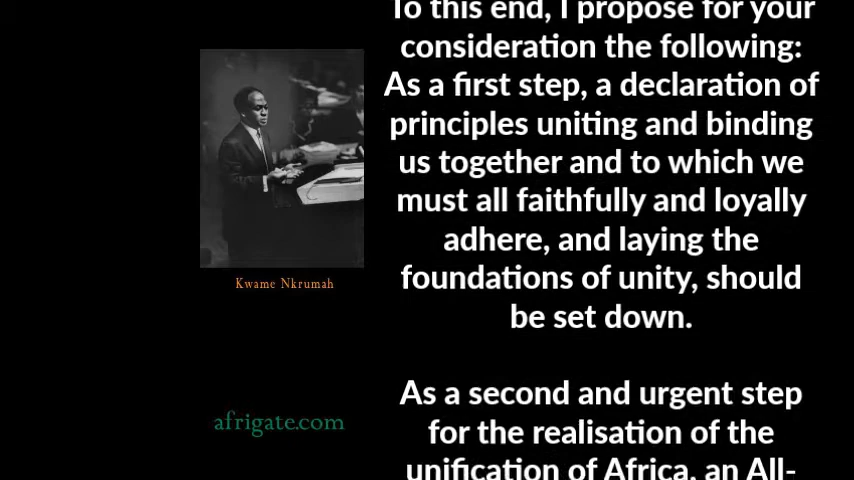 To this end, I propose for your
consideration the following:
As a first step, a declaration of
principles uniting and binding
us together and to which we
must all faithfully and loyally
adhere, and laying the
foundations of unity, should
be set down.
As a second and urgent step
for the realisation of the
unification of Africa, an All-
Kwame Nkrumah
afrigate.com